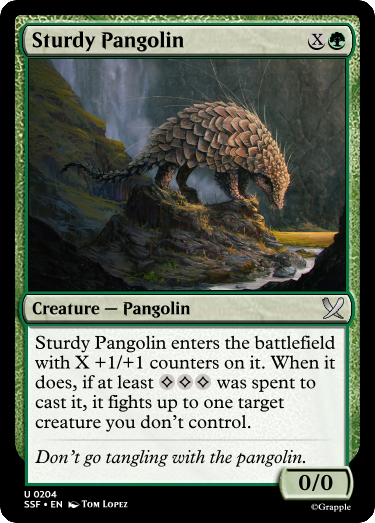 Sturdy Pangolin X
Creature — Pangolin
Sturdy Pangolin enters the battlefield
with X +1/+1 counters on it. When it
does, if at least was spent to
cast it, it fights up to one target
creature you don't control.
Don't go tangling with the pangolin.
0/0
U 0204
SSF • EN Tom Lopez
©Grapple